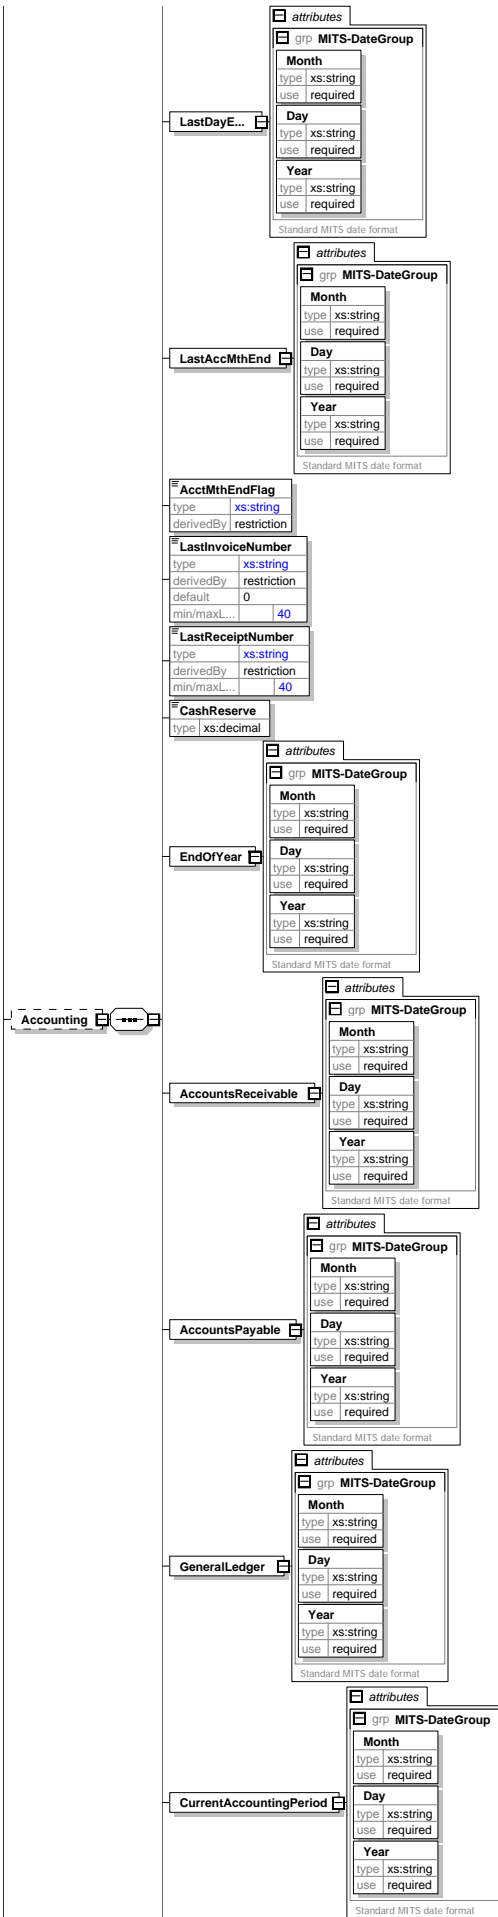 attributes
grp MITS-DateGroup
Month
type xs:string
use required
Day
type xs:string
use required
Year
type xs:string
use required
LastDayE...
Standard MITS date format
attributes
grp MITS-DateGroup
Month
type xs:string
use required
Day
type xs:string
use required
Year
type xs:string
use required
LastAccMthEnd
Standard MITS date format
AcctMthEndFlag
type xs:string
derivedBy restriction
LastInvoiceNumber
type xs:string
derivedBy restriction
default 0
min/maxL... 40
LastReceiptNumber
type xs:string
derivedBy restriction
min/maxL... 40
CashReserve
type xs:decimal
attributes
grp MITS-DateGroup
Month
type xs:string
use required
Day
type xs:string
use required
Year
type xs:string
use required
EndOfYear
Standard MITS date format
Accounting
attributes
grp MITS-DateGroup
Month
type xs:string
use required
Day
type xs:string
use required
Year
type xs:string
use required
AccountsReceivable
Standard MITS date format
attributes
grp MITS-DateGroup
Month
type xs:string
use required
Day
type xs:string
use required
Year
type xs:string
use required
AccountsPayable
Standard MITS date format
attributes
grp MITS-DateGroup
Month
type xs:string
use required
Day
type xs:string
use required
Year
type xs:string
use required
GeneralLedger
Standard MITS date format
attributes
grp MITS-DateGroup
Month
type xs:string
use required
Day
type xs:string
use required
Year
type xs:string
use required
CurrentAccountingPeriod
Standard MITS date format